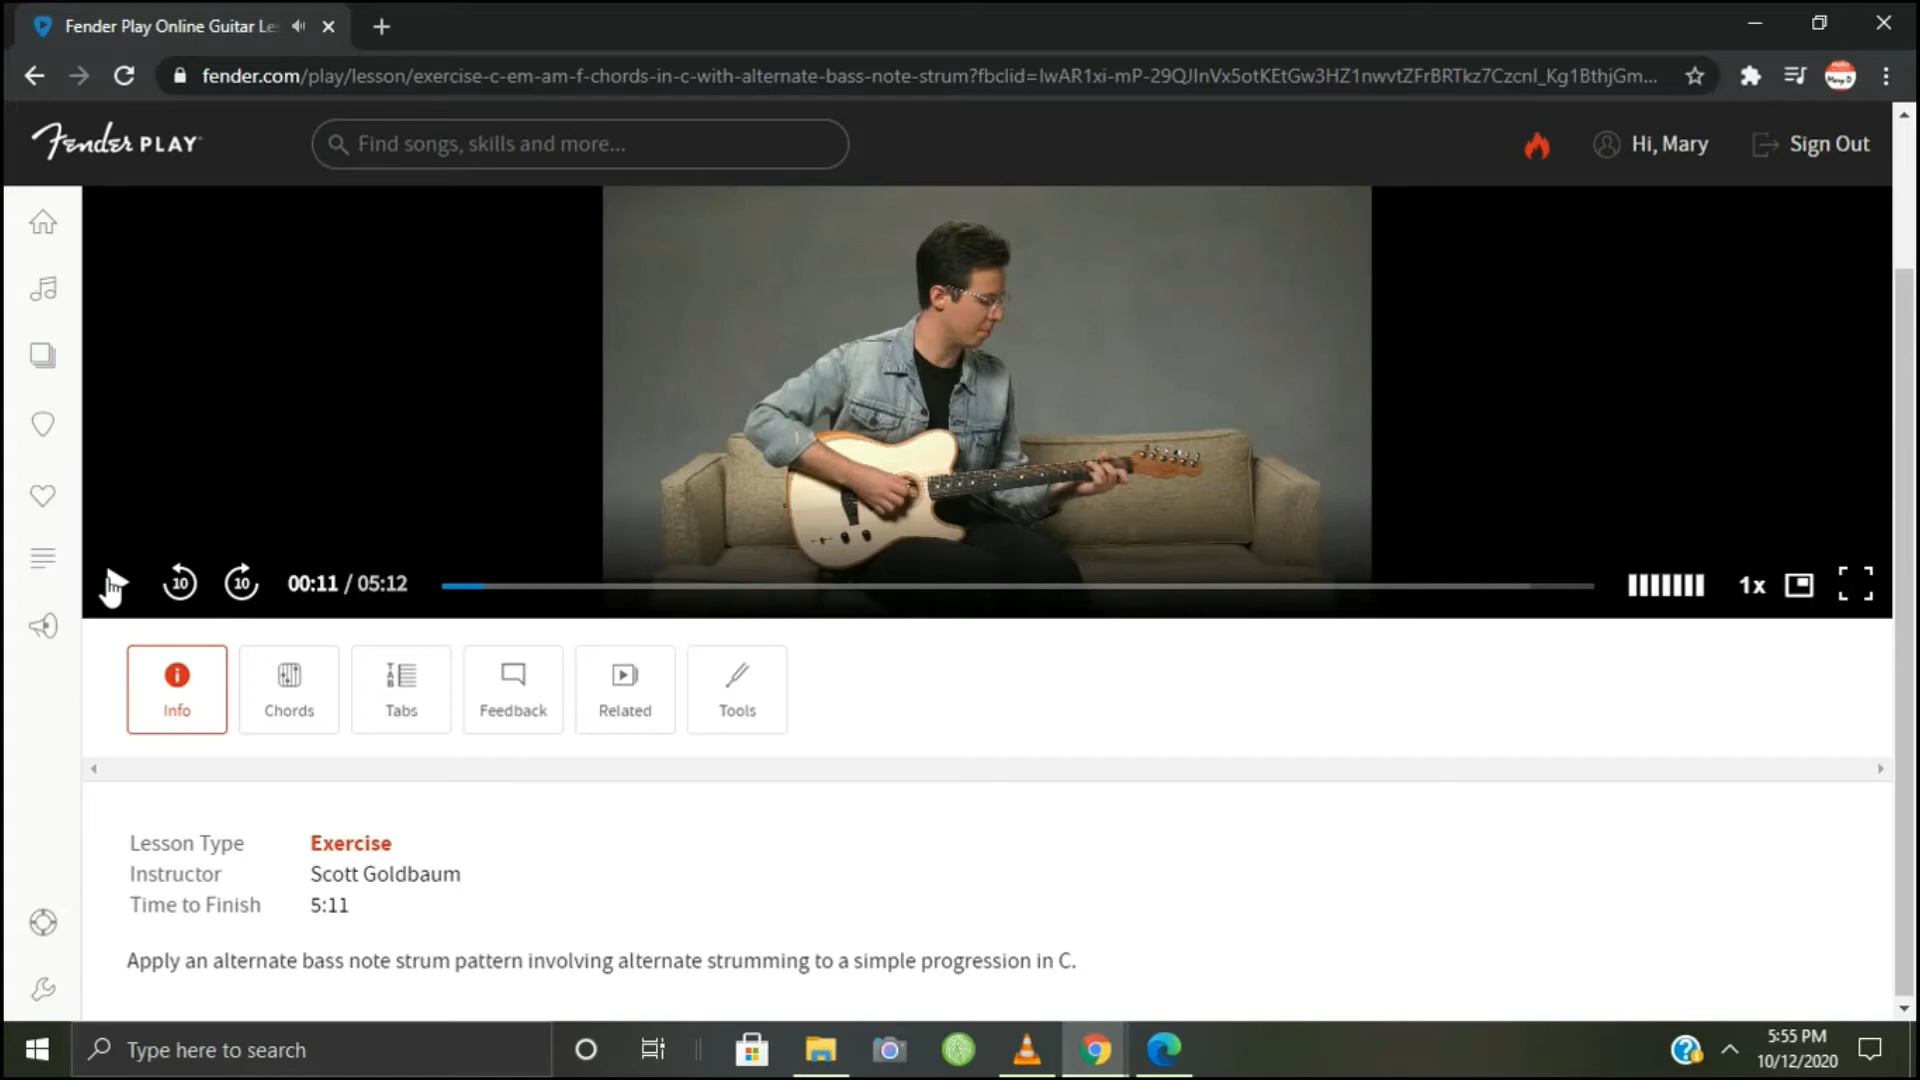 Fender Play Online Guitar Le
fender.com/play/lesson/exercise-c-em-am-f-chords-in-c-with-alternate-bass-note-strum?fbclid=
Fender PLAY
Find songs, skills and more...
Hi, Mary
Sign Out
10
10
00:11 / 05:12
1x
Info
Chords
TAB
Tabs
Feedback
Related
Tools
Lesson Type Exercise
Instructor Scott Goldbaum
Time to Finish 5:11
Apply an alternate bass note strum pattern involving alternate strumming to a simple progression in C.
Type here to search
5:55 PM
10/12/2020